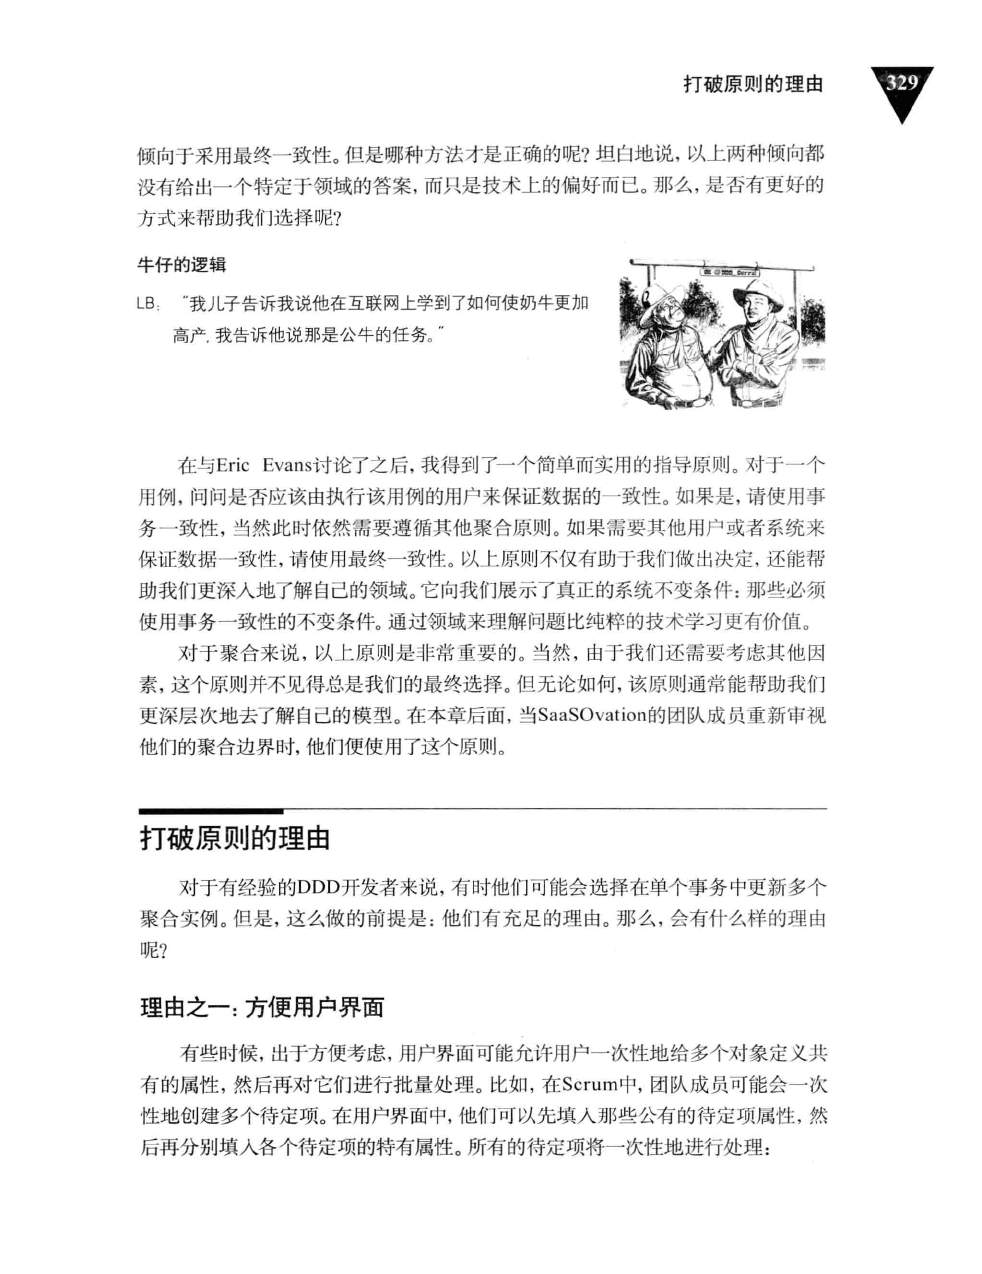 打破原则的理由
329
倾向于采用最终一致性。但是哪种方法才是正确的呢？坦白地说，以上两种倾向都
没有给出一个特定于领域的答案，而只是技术上的偏好而已。那么，是否有更好的
方式来帮助我们选择呢？
牛仔的逻辑
LB： “我儿子告诉我说他在互联网上学到了如何使奶牛更加
高产，我告诉他说那是公牛的任务。”
在与Eric Evans讨论了之后，我得到了一个简单而实用的指导原则。对于一个
用例，问问是否应该由执行该用例的用户来保证数据的一致性。如果是，请使用事
务一致性，当然此时依然需要遵循其他聚合原则。如果需要其他用户或者系统来
保证数据一致性，请使用最终一致性。以上原则不仅有助于我们做出决定，还能帮
助我们更深入地了解自己的领域。它向我们展示了真正的系统不变条件：那些必须
使用事务一致性的不变条件。通过领域来理解问题比纯粹的技术学习更有价值。
对于聚合来说，以上原则是非常重要的。当然，由于我们还需要考虑其他因
素，这个原则并不见得总是我们的最终选择。但无论如何，该原则通常能帮助我们
更深层次地去了解自己的模型。在本章后面，当SaaSOvation的团队成员重新审视
他们的聚合边界时，他们便使用了这个原则。
打破原则的理由
对于有经验的DDD开发者来说，有时他们可能会选择在单个事务中更新多个
聚合实例。但是，这么做的前提是：他们有充足的理由。那么，会有什么样的理由
呢？
理由之一：方便用户界面
有些时候，出于方便考虑，用户界面可能允许用户一次性地给多个对象定义共
有的属性，然后再对它们进行批量处理。比如，在Scrum中，团队成员可能会一次
性地创建多个待定项。在用户界面中，他们可以先填入那些公有的待定项属性，然
后再分别填入各个待定项的特有属性。所有的待定项将一次性地进行处理：